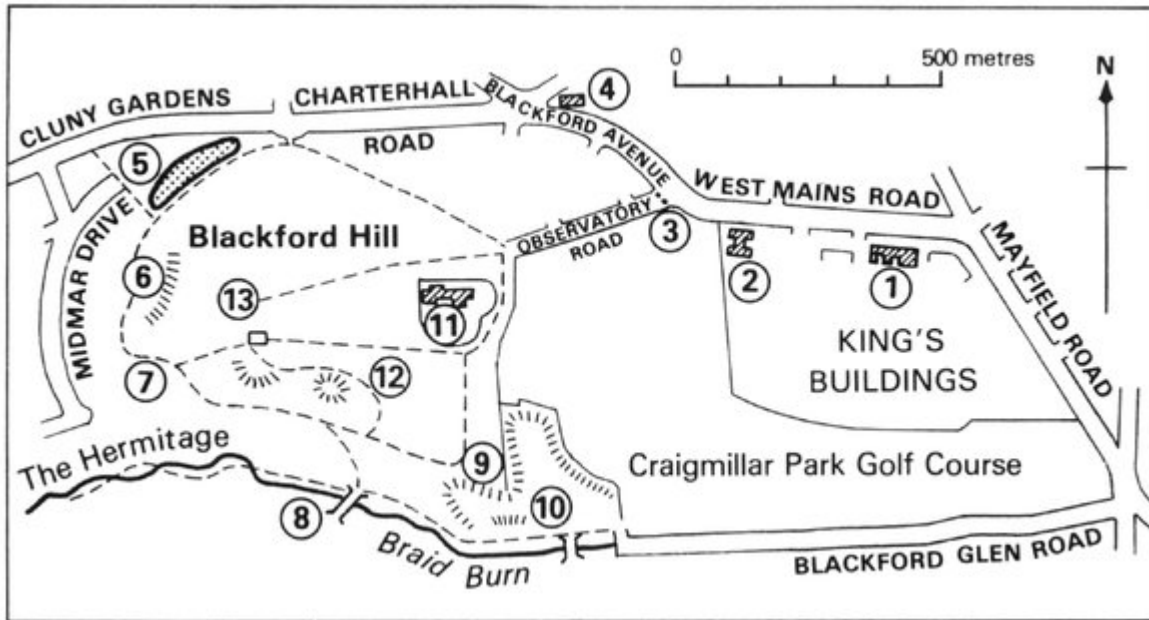 0 500 metres
N
CLUNY GARDENS
CHARTERHALL
ROAD
BLACKFORD AVENUE
4
5
WEST MAINS ROAD
MIDMAR DRIVE
Blackford Hill
OBSERVATORY
ROAD
3
2
1
MAYFIELD ROAD
6
13
11
KING'S
BUILDINGS
7
12
The Hermitage
9
Craigmillar Park Golf Course
8
10
Braid Burn
BLACKFORD GLEN ROAD